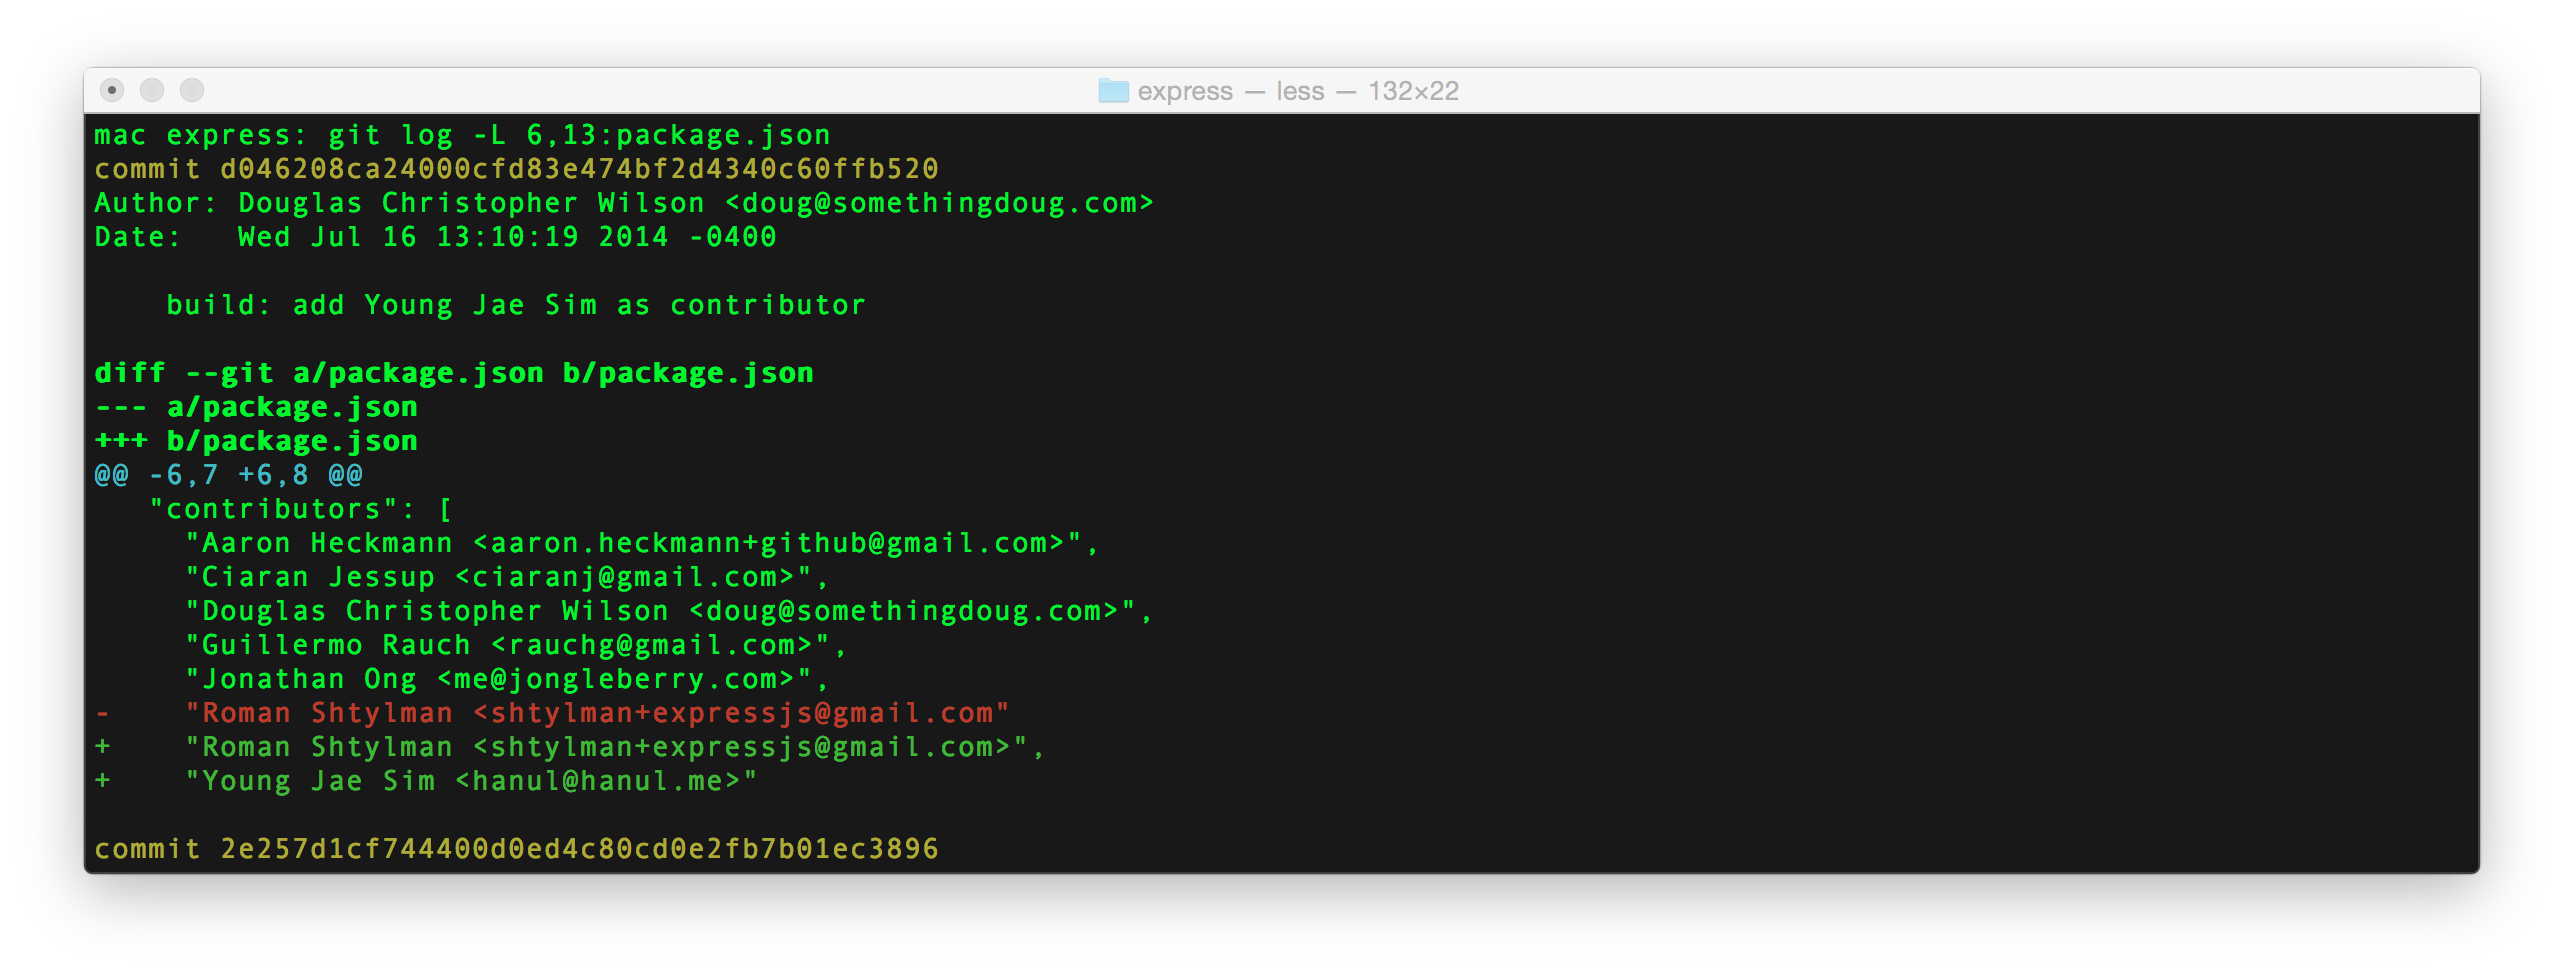 express — less — 132×22
mac express: git log -L 6,13:package.json
commit d046208ca24000cfd83e474bf2d4340c60ffb520
Author: Douglas Christopher Wilson <doug@somethingdoug.com>
Date:   Wed Jul 16 13:10:19 2014 -0400
    build: add Young Jae Sim as contributor
diff --git a/package.json b/package.json
--- a/package.json
+++ b/package.json
@@ -6,7 +6,8 @@
   "contributors": [
     "Aaron Heckmann <aaron.heckmann+github@gmail.com>",
     "Ciaran Jessup <ciaranj@gmail.com>",
     "Douglas Christopher Wilson <doug@somethingdoug.com>",
     "Guillermo Rauch <rauchg@gmail.com>",
     "Jonathan Ong <me@jongleberry.com>",
-    "Roman Shtylman <shtylman+expressjs@gmail.com"
+    "Roman Shtylman <shtylman+expressjs@gmail.com>",
+    "Young Jae Sim <hanul@hanul.me>"
commit 2e257d1cf744400d0ed4c80cd0e2fb7b01ec3896